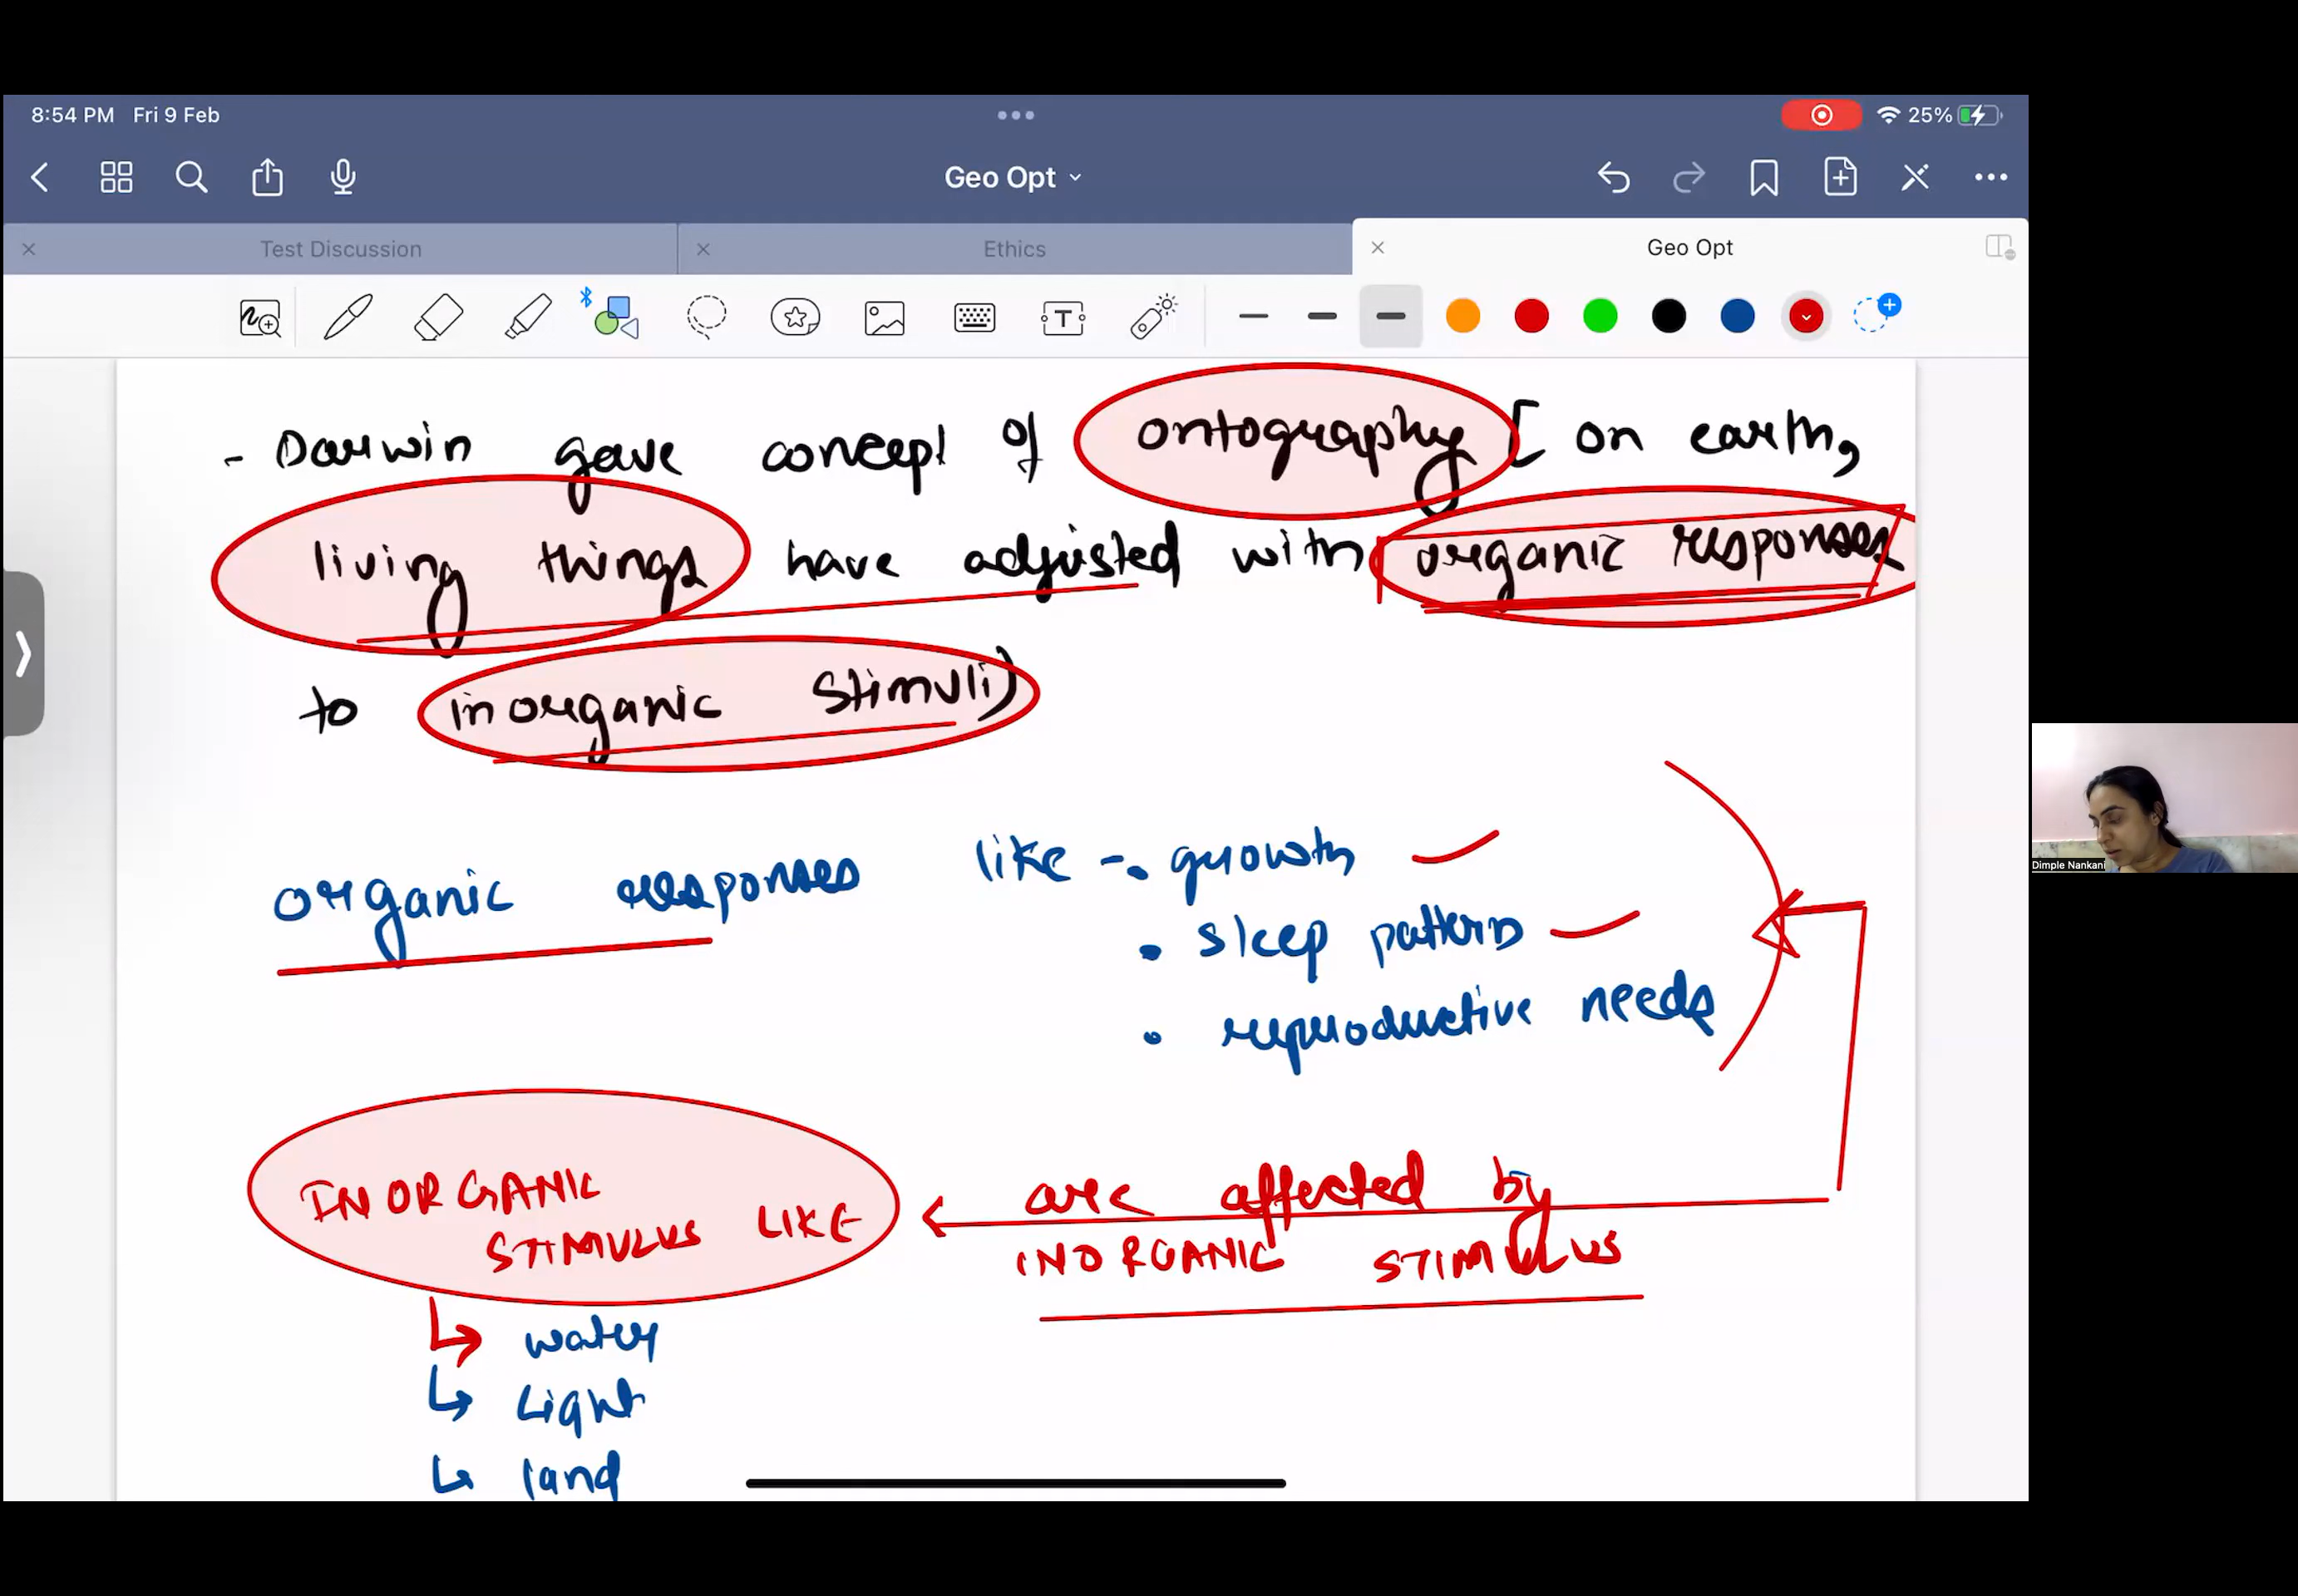 8:54 PM Fri 9 Feb
25%
Geo Opt
Test Discussion
Ethics
Geo Opt
- Darwin gave concept of ontography [ on earth,
living things have adjusted with organic responses
to inorganic stimuli)
organic responses like - • growth
• sleep pattern
• reproductive needs
INORGANIC
STIMULUS LIKE
are affected by
INORGANIC STIMULUS
↳ water
↳ Light
↳ land
Dimple Nankani